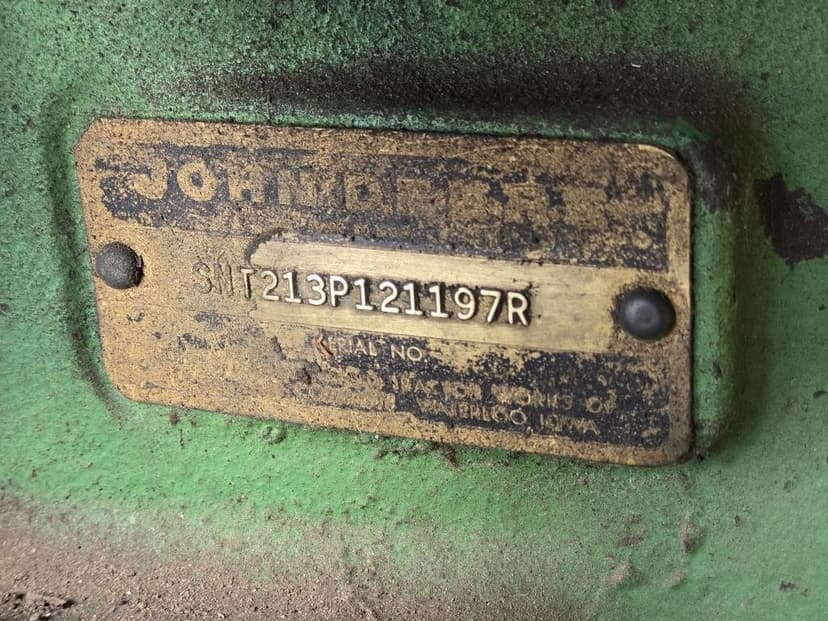 JOHN DEERE
SNT213P121197R
SERIAL NO.
TRACTOR WORKS OF
WATERLOO, IOWA